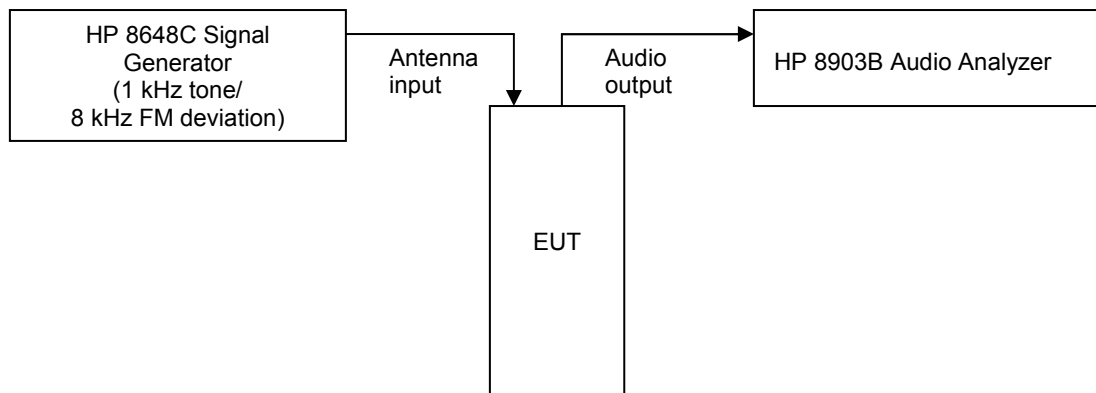 HP 8648C Signal
Generator
(1 kHz tone/
8 kHz FM deviation)
Antenna
input
Audio
output
HP 8903B Audio Analyzer
EUT